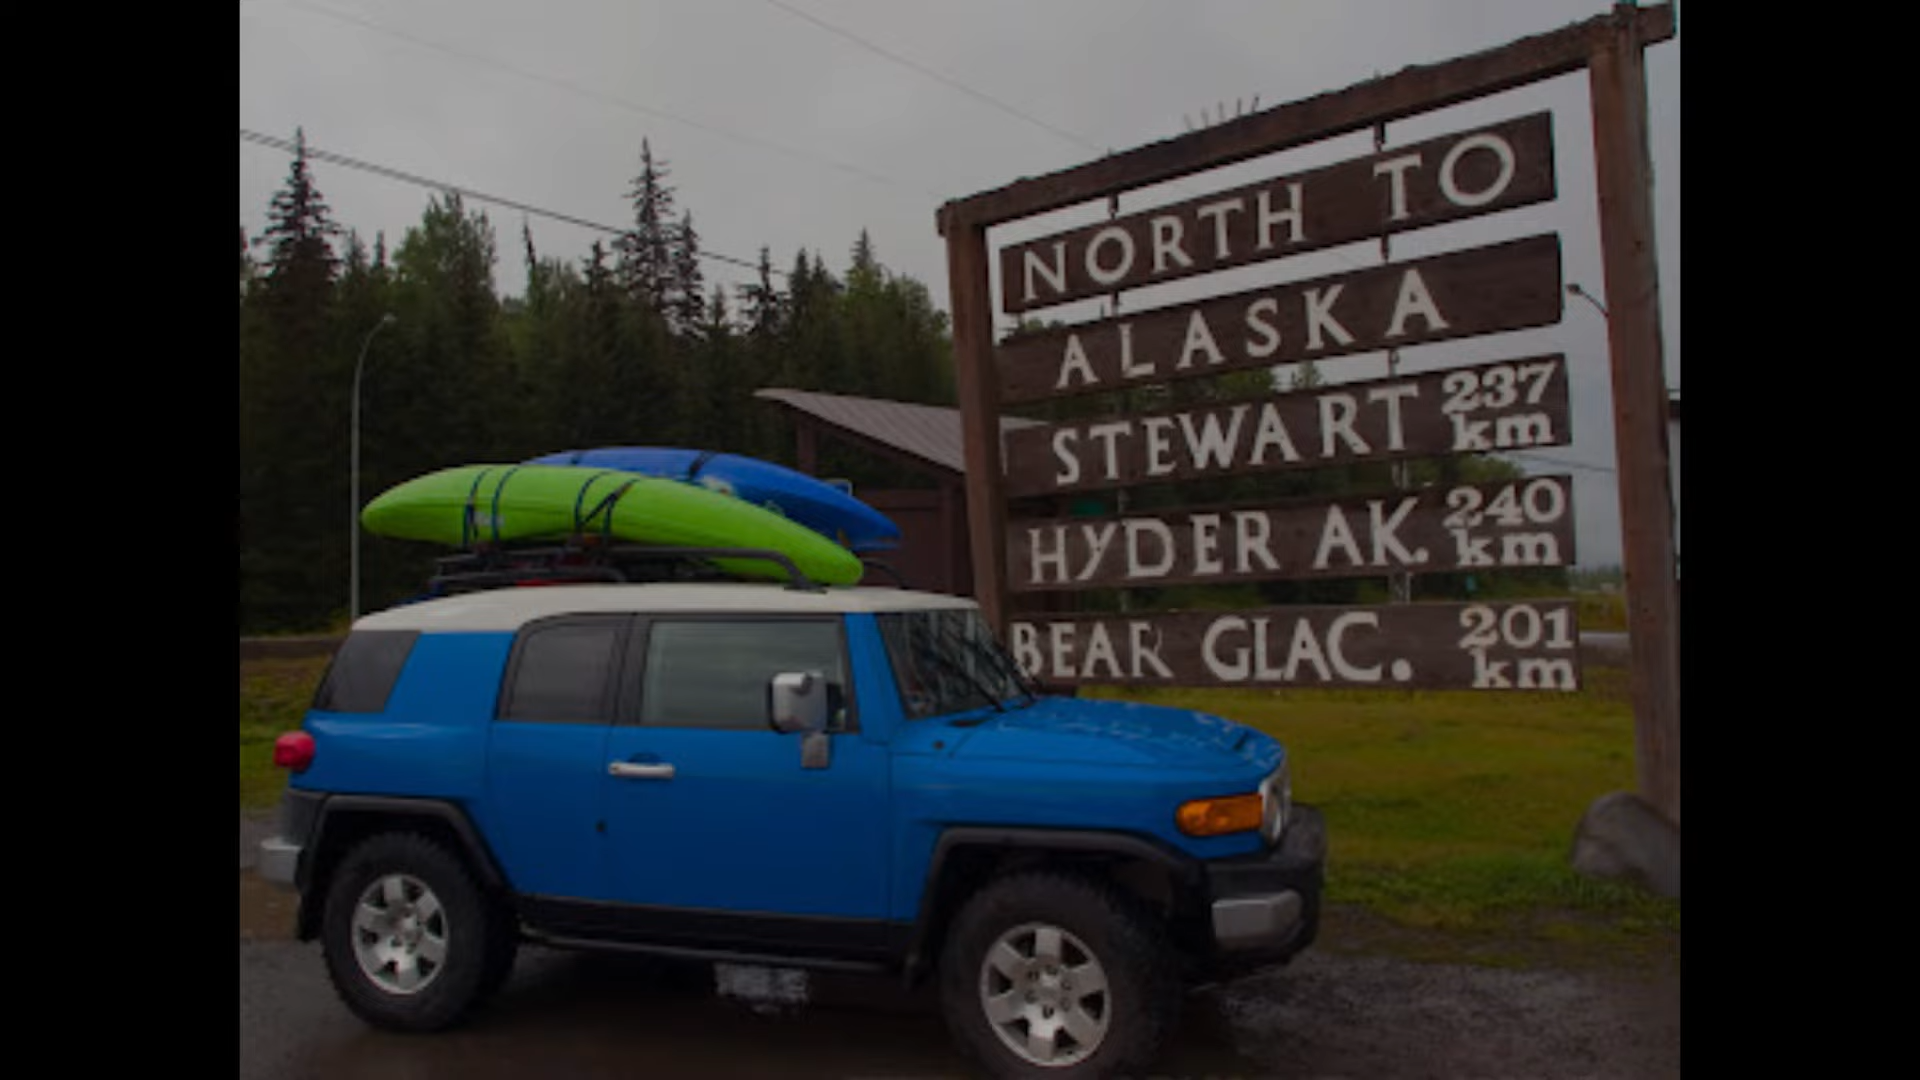 NORTH TO
ALASKA
STEWART 237 km
HYDER AK. 240 km
BEAR GLAC. 201 km